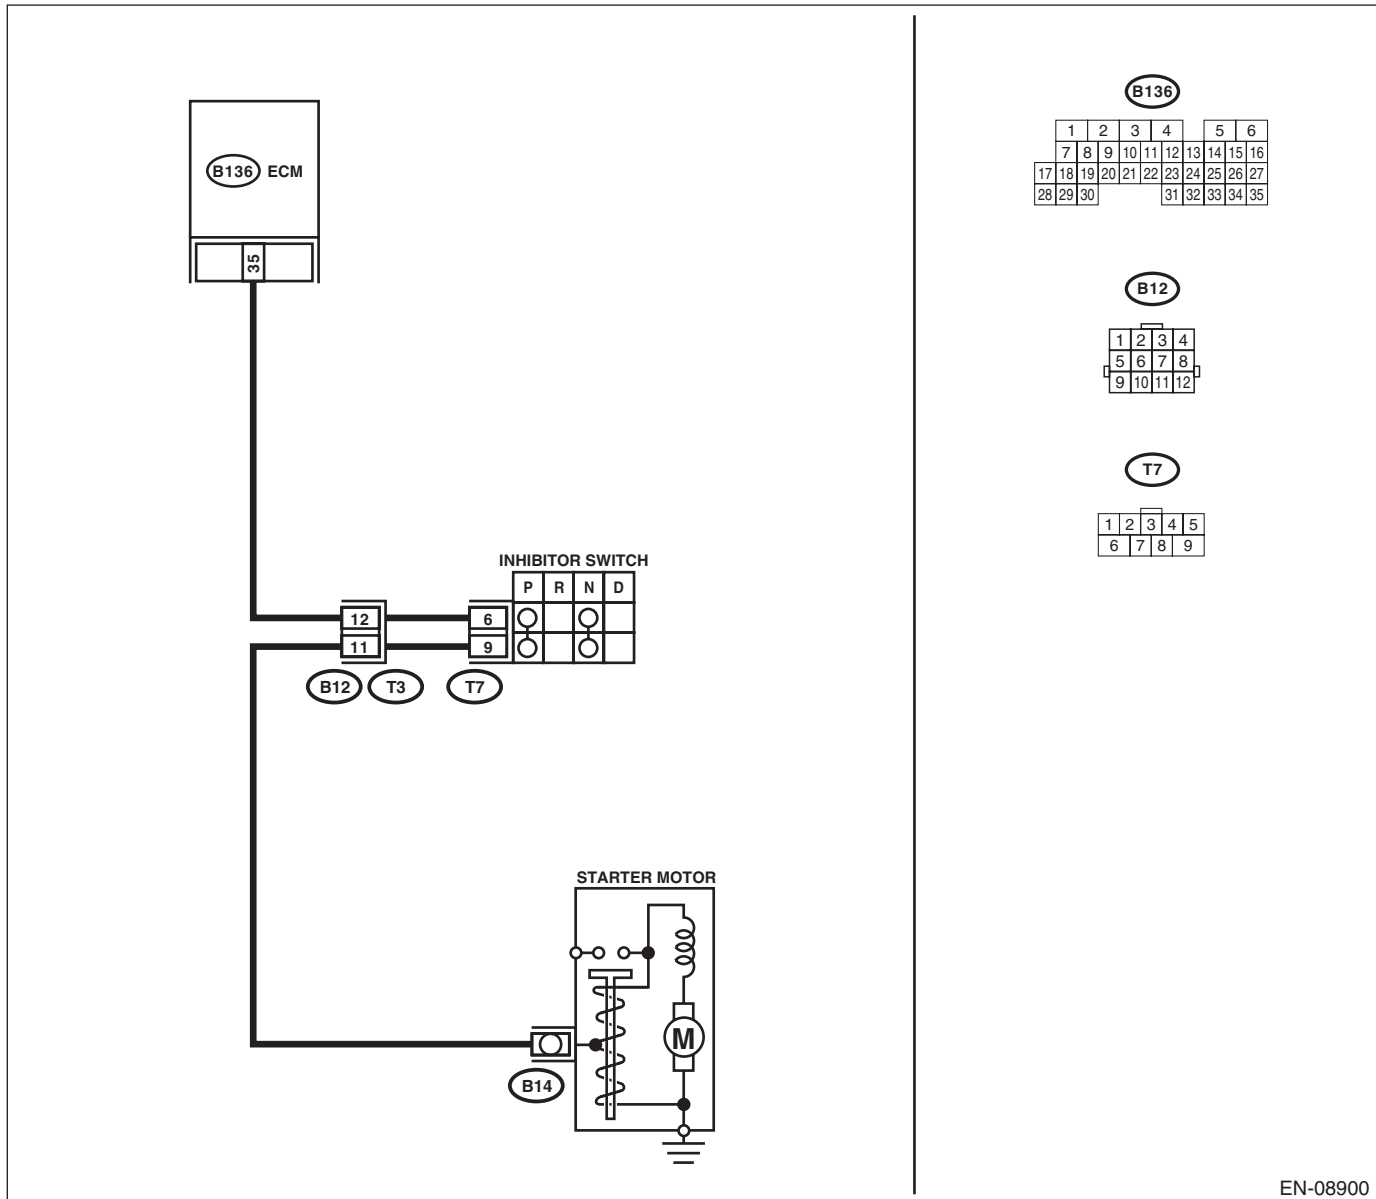 B136 ECM
35
INHIBITOR SWITCH
P R N D
12 6
11 9
B12 T3 T7
STARTER MOTOR
M
B14
B136
1 2 3 4 5 6
7 8 9 10 11 12 13 14 15 16
17 18 19 20 21 22 23 24 25 26 27
28 29 30 31 32 33 34 35
B12
1 2 3 4
5 6 7 8
9 10 11 12
T7
1 2 3 4 5
6 7 8 9
EN-08900